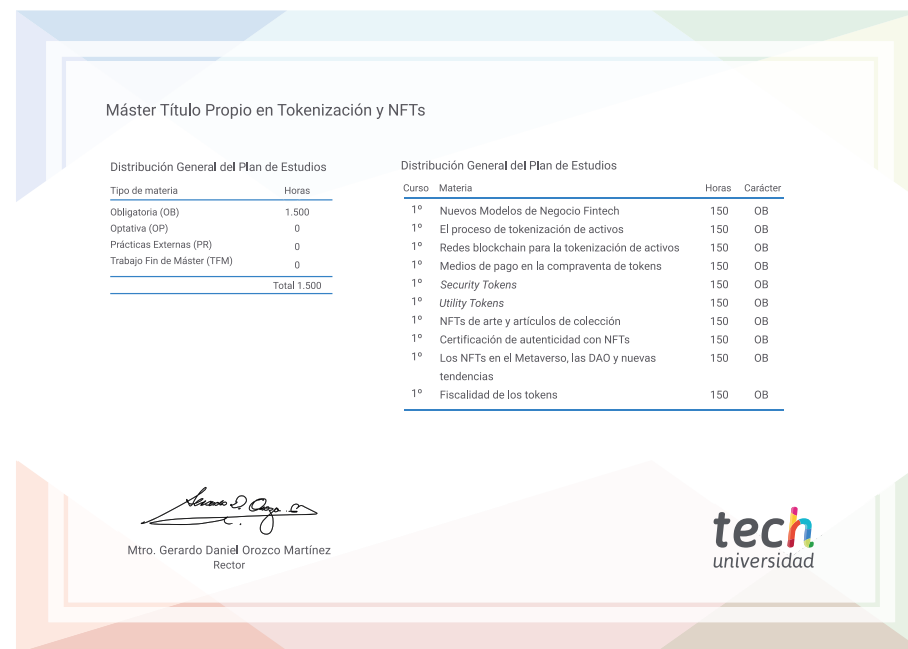 Máster Título Propio en Tokenización y NFTs
Distribución General del Plan de Estudios
Tipo de materia Horas
Obligatoria (OB) 1.500
Optativa (OP) 0
Prácticas Externas (PR) 0
Trabajo Fin de Máster (TFM) 0
Total 1.500
Distribución General del Plan de Estudios
Curso Materia Horas Carácter
1º Nuevos Modelos de Negocio Fintech 150 OB
1º El proceso de tokenización de activos 150 OB
1º Redes blockchain para la tokenización de activos 150 OB
1º Medios de pago en la compraventa de tokens 150 OB
1º Security Tokens 150 OB
1º Utility Tokens 150 OB
1º NFTs de arte y artículos de colección 150 OB
1º Certificación de autenticidad con NFTs 150 OB
1º Los NFTs en el Metaverso, las DAO y nuevas 150 OB
tendencias
1º Fiscalidad de los tokens 150 OB
Mtro. Gerardo Daniel Orozco Martínez
Rector
tech
universidad